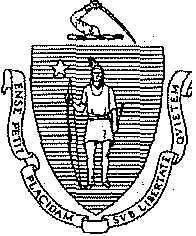 ENSE PETIT
PLACIDAM
SVB LIBERTATE
QVIETEM